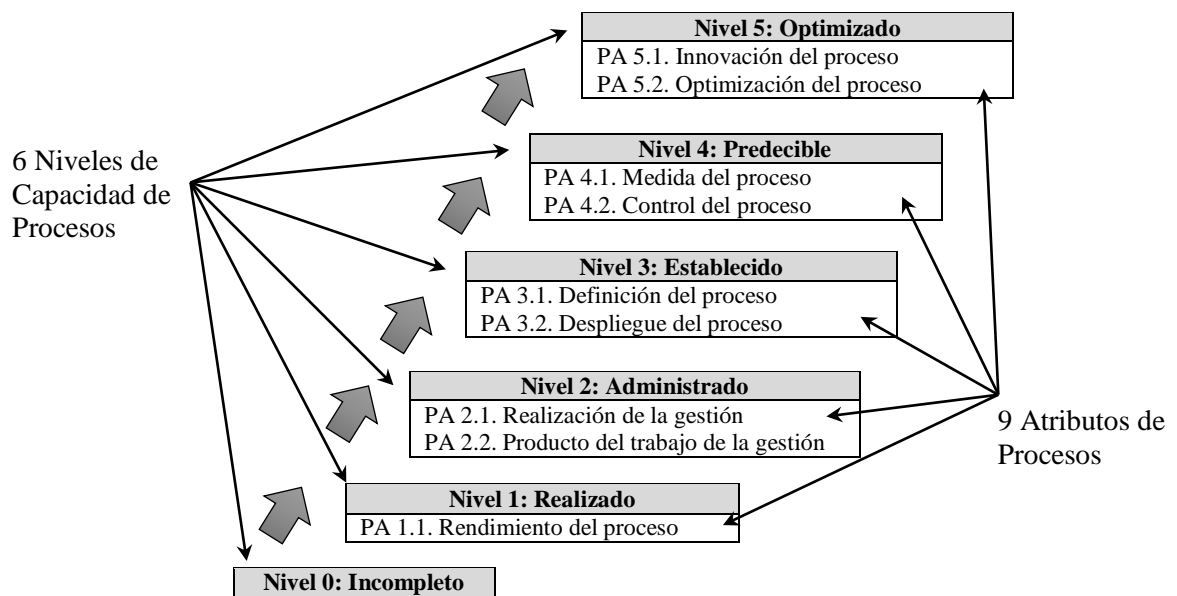 Nivel 5: Optimizado
PA 5.1. Innovación del proceso
PA 5.2. Optimización del proceso
6 Niveles de
Capacidad de
Procesos
Nivel 4: Predecible
PA 4.1. Medida del proceso
PA 4.2. Control del proceso
Nivel 3: Establecido
PA 3.1. Definición del proceso
PA 3.2. Despliegue del proceso
Nivel 2: Administrado
PA 2.1. Realización de la gestión
PA 2.2. Producto del trabajo de la gestión
9 Atributos de
Procesos
Nivel 1: Realizado
PA 1.1. Rendimiento del proceso
Nivel 0: Incompleto